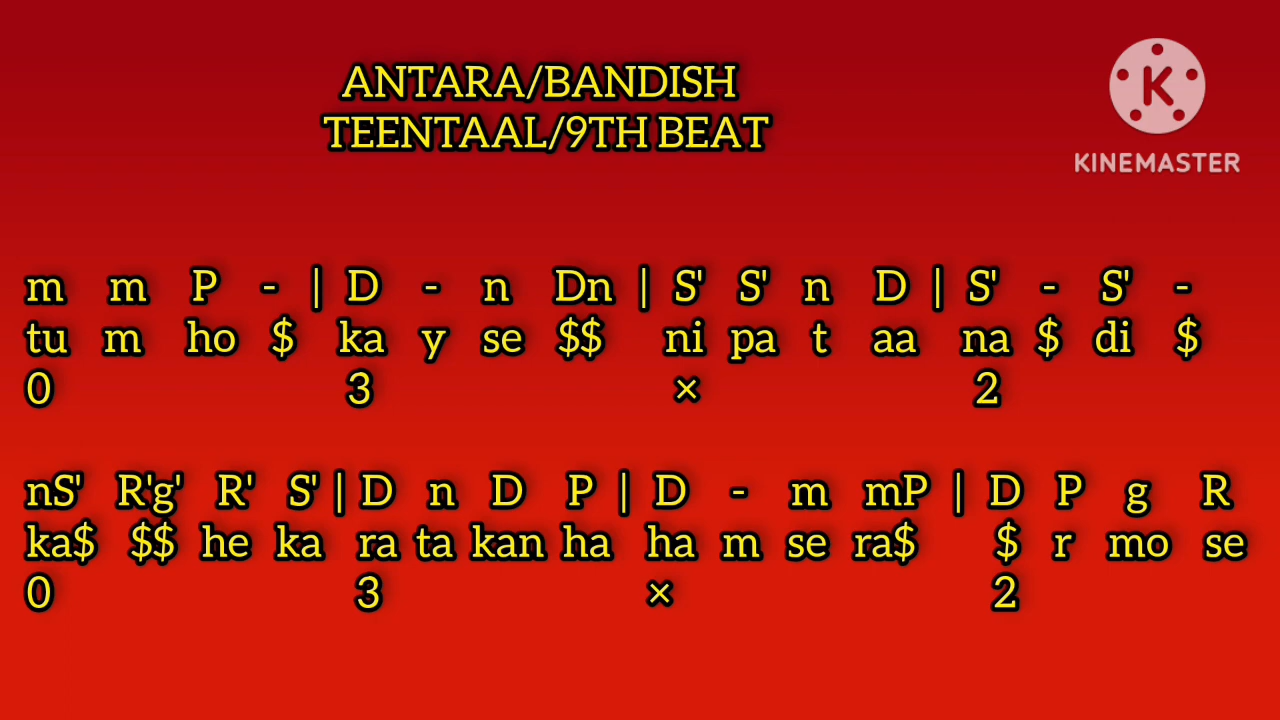 ANTARA/BANDISH
TEENTAAL/9TH BEAT
K
KINEMASTER
m m P - | D - n Dn | S' S' n D | S' - S' -
tu m ho $ ka y se $$ ni pa t aa na $ di $
0 3 × 2
nS' R'g' R' S' | D n D P | D - m mP | D P g R
ka$ $$ he ka ra ta kan ha ha m se ra$ $ r mo se
0 3 × 2